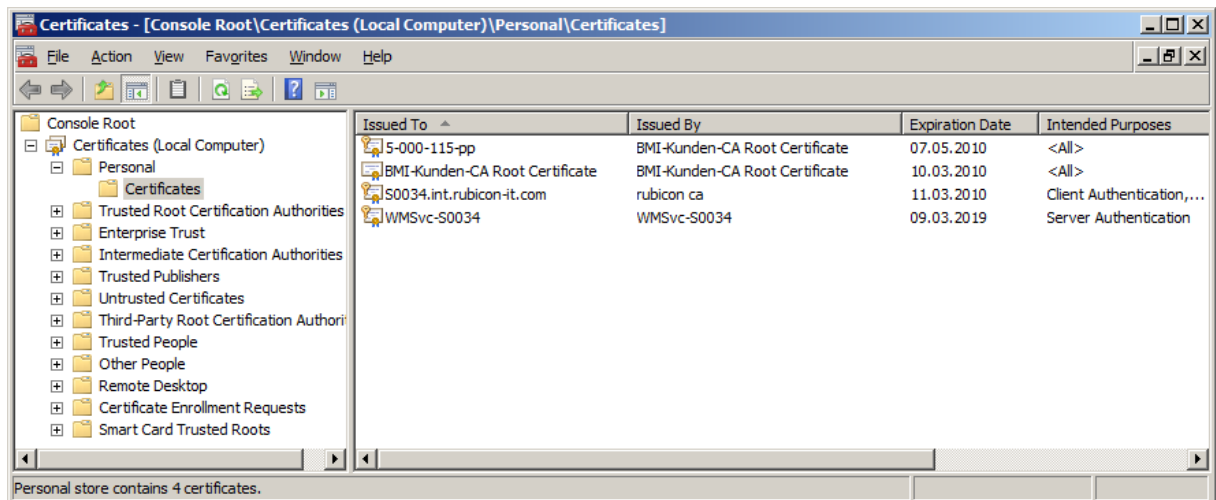 Certificates - [Console Root\Certificates (Local Computer)\Personal\Certificates]
File Action View Favorites Window Help
Console Root
Certificates (Local Computer)
Personal
Certificates
Trusted Root Certification Authorities
Enterprise Trust
Intermediate Certification Authorities
Trusted Publishers
Untrusted Certificates
Third-Party Root Certification Authori
Trusted People
Other People
Remote Desktop
Certificate Enrollment Requests
Smart Card Trusted Roots
Issued To Issued By Expiration Date Intended Purposes
5-000-115-pp BMI-Kunden-CA Root Certificate 07.05.2010 <All>
BMI-Kunden-CA Root Certificate BMI-Kunden-CA Root Certificate 10.03.2010 <All>
S0034.int.rubicon-it.com rubicon ca 11.03.2010 Client Authentication,...
WMSvc-S0034 WMSvc-S0034 09.03.2019 Server Authentication
Personal store contains 4 certificates.